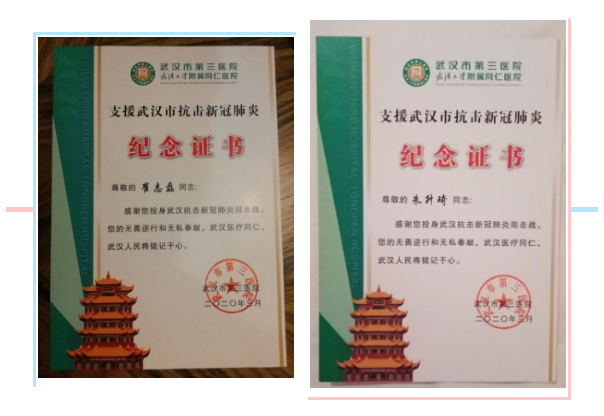 武汉市第三医院
武汉大学附属同仁医院
支援武汉市抗击新冠肺炎
纪念证书
尊敬的 崔志磊 同志:
感谢您投身武汉抗击新冠肺炎阻击战。
您的无畏逆行和无私奉献，武汉医疗同仁、
武汉人民将铭记于心。
武汉市第三医院
二〇二〇年三月
武汉市第三医院
武汉大学附属同仁医院
支援武汉市抗击新冠肺炎
纪念证书
尊敬的 朱升琦 同志:
感谢您投身武汉抗击新冠肺炎阻击战。
您的无畏逆行和无私奉献，武汉医疗同仁、
武汉人民将铭记于心。
武汉市第三医院
二〇二〇年三月